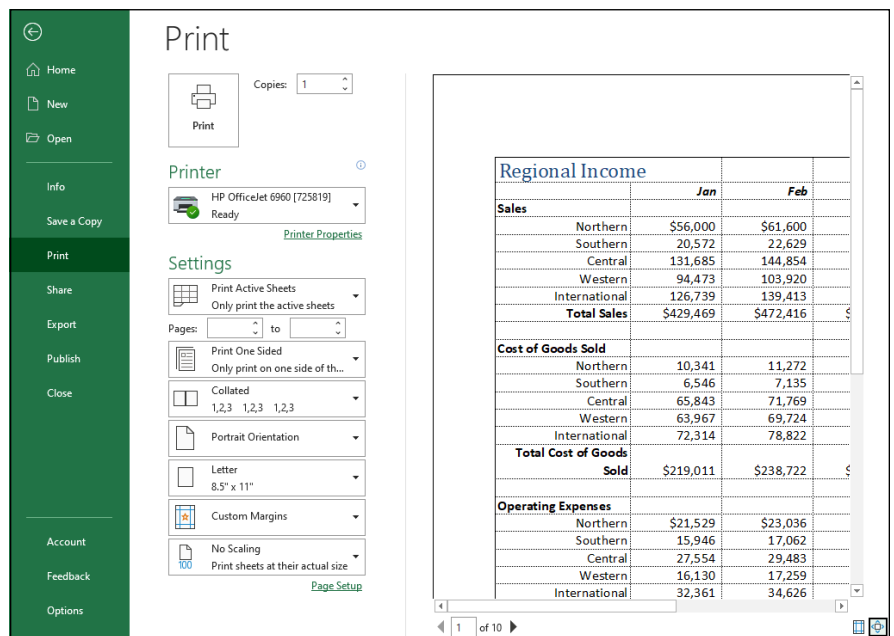 Print
Home
New
Open
Info
Save a Copy
Print
Share
Export
Publish
Close
Account
Feedback
Options
Copies: 1
Print
Printer
HP OfficeJet 6960 [725819]
Ready
Printer Properties
Settings
Print Active Sheets
Only print the active sheets
Pages: to
Print One Sided
Only print on one side of th...
Collated
1,2,3 1,2,3 1,2,3
Portrait Orientation
Letter
8.5" x 11"
Custom Margins
No Scaling
100 Print sheets at their actual size
Page Setup
Regional Income
Jan Feb
Sales
Northern $56,000 $61,600
Southern 20,572 22,629
Central 131,685 144,854
Western 94,473 103,920
International 126,739 139,413
Total Sales $429,469 $472,416 $
Cost of Goods Sold
Northern 10,341 11,272
Southern 6,546 7,135
Central 65,843 71,769
Western 63,967 69,724
International 72,314 78,822
Total Cost of Goods
Sold $219,011 $238,722 $
Operating Expenses
Northern $21,529 $23,036
Southern 15,946 17,062
Central 27,554 29,483
Western 16,130 17,259
International 32,361 34,626
1 of 10